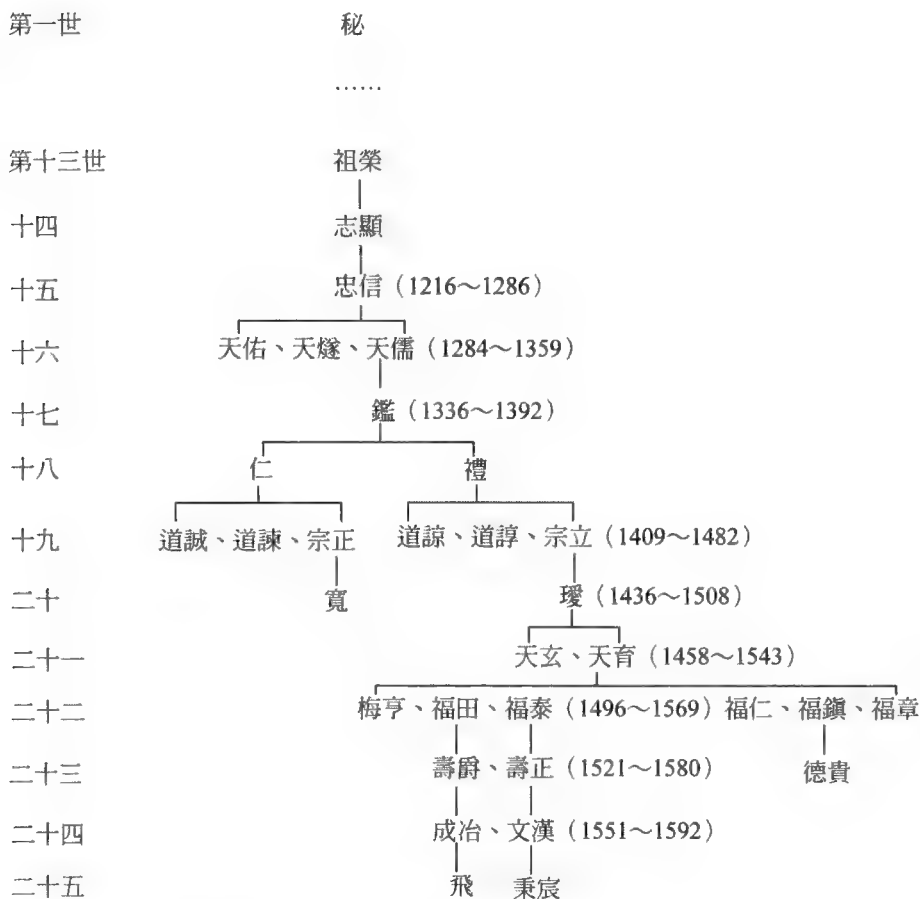 第一世 秘
……
第十三世 祖榮
十四 志顯
十五 忠信（1216～1286）
十六 天佑、天燧、天儒（1284～1359）
十七 鑑（1336～1392）
十八 仁 禮
十九 道誠、道諫、宗正 道諒、道諄、宗立（1409～1482）
二十 寬 璦（1436～1508）
二十一 天玄、天育（1458～1543）
二十二 梅亨、福田、福泰（1496～1569）福仁、福鎭、福章
二十三 壽爵、壽正（1521～1580） 德貴
二十四 成冶、文漢（1551～1592）
二十五 飛 秉宸